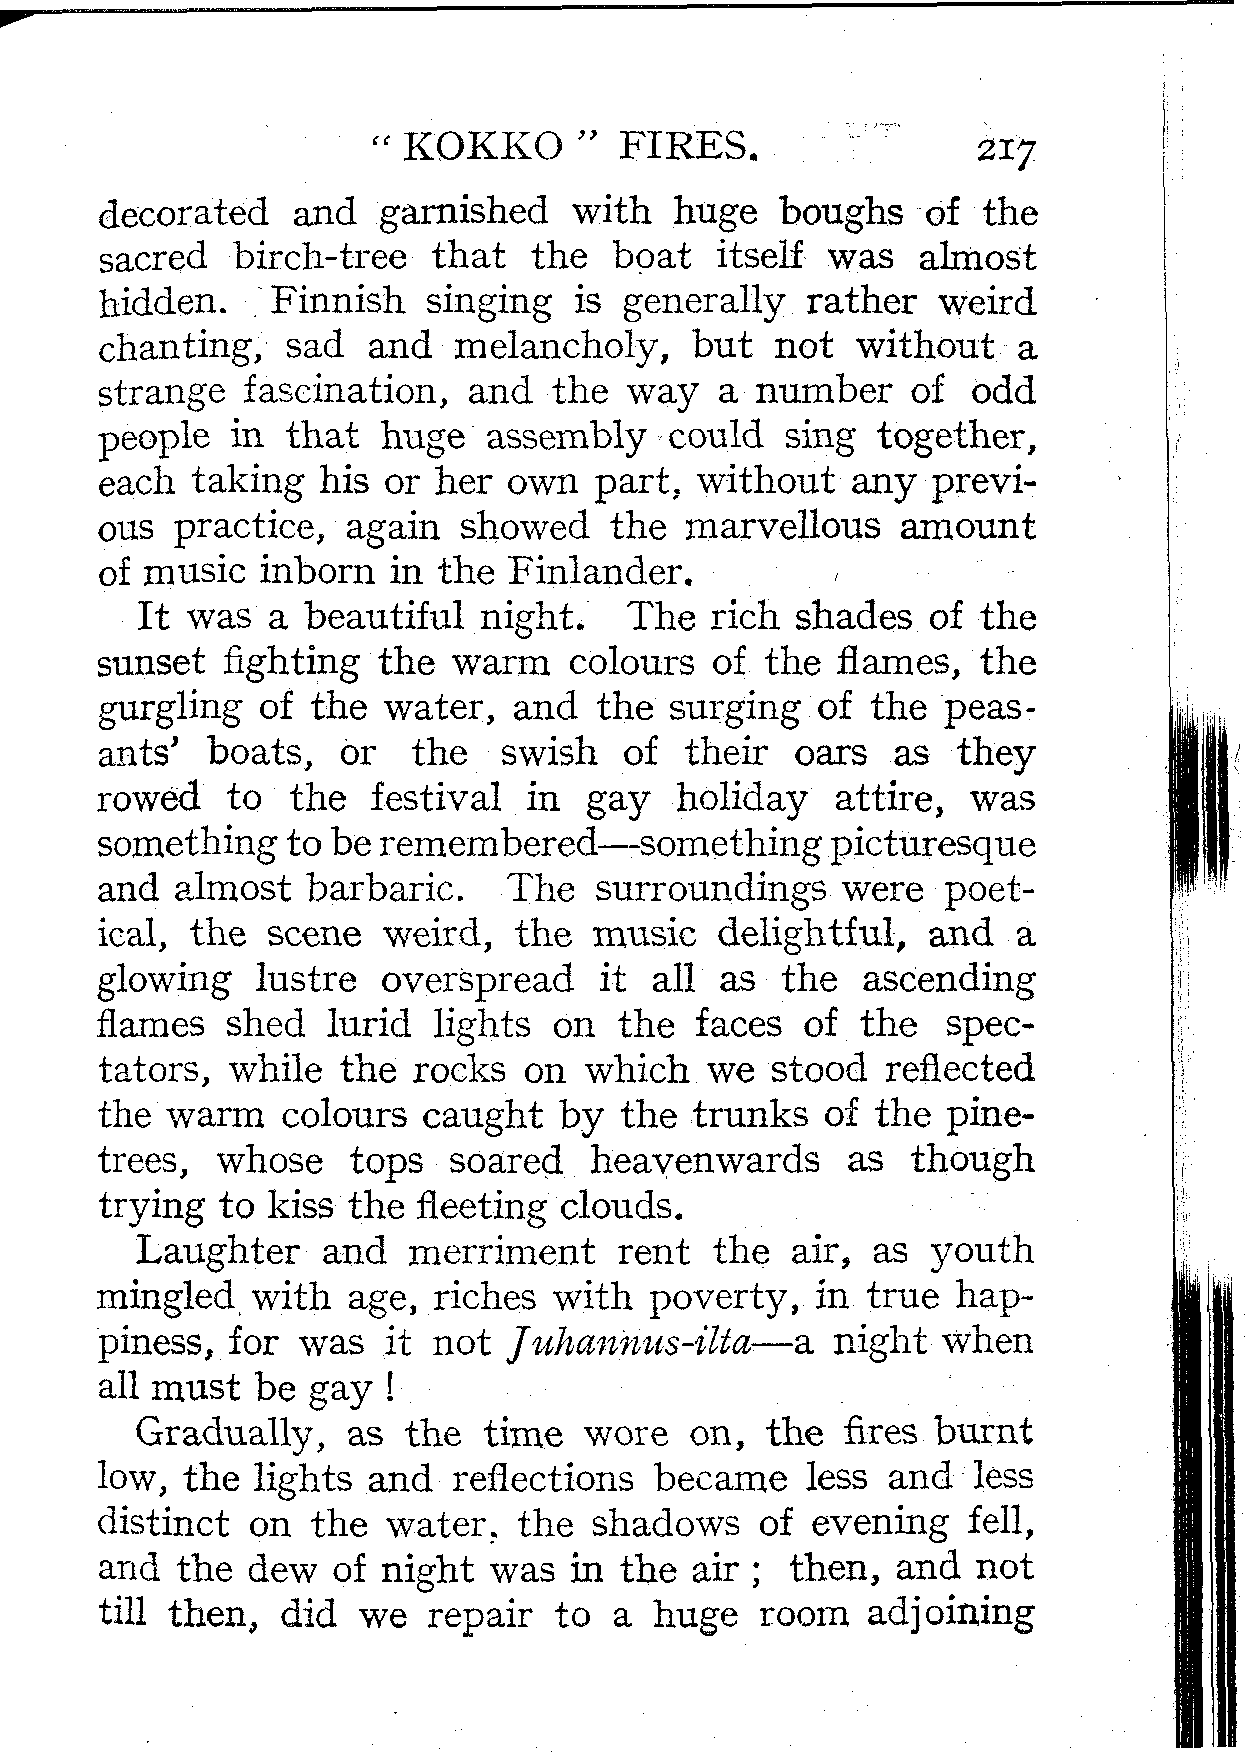 " KOKKO " FIRES. 217
decorated and garnished with huge boughs of the
sacred birch-tree that the boat itself was almost
hidden. Finnish singing is generally rather weird
chanting, sad and melancholy, but not without a
strange fascination, and the way a number of odd
people in that huge assembly could sing together,
each taking his or her own part, without any previ-
ous practice, again showed the marvellous amount
of music inborn in the Finlander.
It was a beautiful night. The rich shades of the
sunset fighting the warm colours of the flames, the
gurgling of the water, and the surging of the peas-
ants' boats, or the swish of their oars as they
rowed to the festival in gay holiday attire, was
something to be remembered—something picturesque
and almost barbaric. The surroundings were poet-
ical, the scene weird, the music delightful, and a
glowing lustre overspread it all as the ascending
flames shed lurid lights on the faces of the spec-
tators, while the rocks on which we stood reflected
the warm colours caught by the trunks of the pine-
trees, whose tops soared heavenwards as though
trying to kiss the fleeting clouds.
Laughter and merriment rent the air, as youth
mingled with age, riches with poverty, in true hap-
piness, for was it not Juhannus-ilta—a night when
all must be gay !
Gradually, as the time wore on, the fires burnt
low, the lights and reflections became less and less
distinct on the water, the shadows of evening fell,
and the dew of night was in the air ; then, and not
till then, did we repair to a huge room adjoining